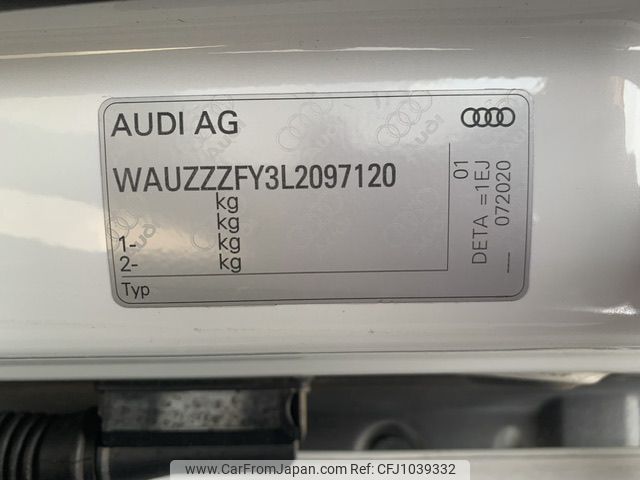 AUDI AG
WAUZZZFY3L2097120
kg
kg
1- kg
2- kg
Typ
01
DETA =1EJ
072020
www.CarFromJapan.com - Ref No. CFJ1039332